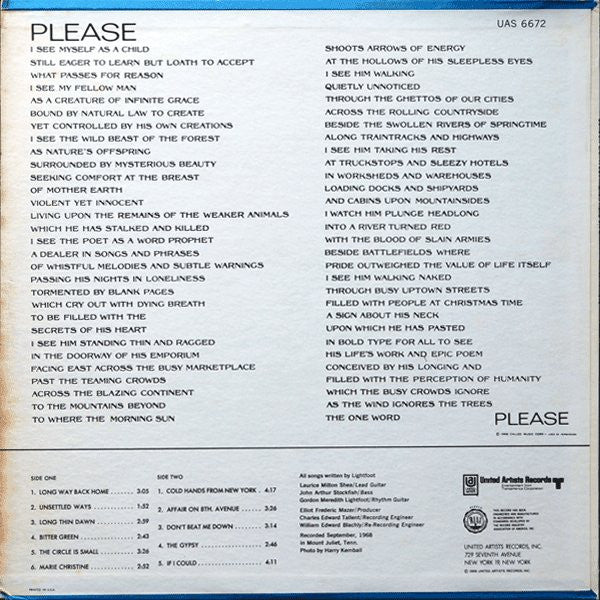 UAS 6672
PLEASE
I SEE MYSELF AS A CHILD
STILL EAGER TO LEARN BUT LOATH TO ACCEPT
WHAT PASSES FOR REASON
I SEE MY FELLOW MAN
AS A CREATURE OF INFINITE GRACE
BOUND BY NATURAL LAW TO CREATE
YET CONTROLLED BY HIS OWN CREATIONS
I SEE THE WILD BEAST OF THE FOREST
AS NATURE'S OFFSPRING
SURROUNDED BY MYSTERIOUS BEAUTY
SEEKING COMFORT AT THE BREAST
OF MOTHER EARTH
VIOLENT YET INNOCENT
LIVING UPON THE REMAINS OF THE WEAKER ANIMALS
WHICH HE HAS STALKED AND KILLED
I SEE THE POET AS A WORD PROPHET
A DEALER IN SONGS AND PHRASES
OF WHISTFUL MELODIES AND SUBTLE WARNINGS
PASSING HIS NIGHTS IN LONELINESS
TORMENTED BY BLANK PAGES
WHICH CRY OUT WITH DYING BREATH
TO BE FILLED WITH THE
SECRETS OF HIS HEART
I SEE HIM STANDING THIN AND RAGGED
IN THE DOORWAY OF HIS EMPORIUM
FACING EAST ACROSS THE BUSY MARKETPLACE
PAST THE TEAMING CROWDS
ACROSS THE BLAZING CONTINENT
TO THE MOUNTAINS BEYOND
TO WHERE THE MORNING SUN
SHOOTS ARROWS OF ENERGY
AT THE HOLLOWS OF HIS SLEEPLESS EYES
I SEE HIM WALKING
QUIETLY UNNOTICED
THROUGH THE GHETTOS OF OUR CITIES
ACROSS THE ROLLING COUNTRYSIDE
BESIDE THE SWOLLEN RIVERS OF SPRINGTIME
ALONG TRAINTRACKS AND HIGHWAYS
I SEE HIM TAKING HIS REST
AT TRUCKSTOPS AND SLEEZY HOTELS
IN WORKSHEDS AND WAREHOUSES
LOADING DOCKS AND SHIPYARDS
AND CABINS UPON MOUNTAINSIDES
I WATCH HIM PLUNGE HEADLONG
INTO A RIVER TURNED RED
WITH THE BLOOD OF SLAIN ARMIES
BESIDE BATTLEFIELDS WHERE
PRIDE OUTWEIGHED THE VALUE OF LIFE ITSELF
I SEE HIM WALKING NAKED
THROUGH BUSY UPTOWN STREETS
FILLED WITH PEOPLE AT CHRISTMAS TIME
A SIGN ABOUT HIS NECK
UPON WHICH HE HAS PASTED
IN BOLD TYPE FOR ALL TO SEE
HIS LIFE'S WORK AND EPIC POEM
CONCEIVED BY HIS LONGING AND
FILLED WITH THE PERCEPTION OF HUMANITY
WHICH THE BUSY CROWDS IGNORE
AS THE WIND IGNORES THE TREES
THE ONE WORD
PLEASE
SIDE ONE
1. LONG WAY BACK HOME ....... 3:05
2. UNSETTLED WAYS ........... 1:52
3. LONG THIN DAWN ........... 2:59
4. BITTER GREEN ............. 2:43
5. THE CIRCLE IS SMALL ...... 3:26
6. MARIE CHRISTINE .......... 2:52
SIDE TWO
1. COLD HANDS FROM NEW YORK . 4:17
2. AFFAIR ON 8TH. AVENUE .... 3:26
3. DON'T BEAT ME DOWN ....... 3:14
4. THE GYPSY ................ 2:46
5. IF I COULD ............... 4:11
All songs written by Lightfoot
Laurice Milton Shea/Lead Guitar
John Arthur Stockfish/Bass
Gordon Meredith Lightfoot/Rhythm Guitar
Elliot Frederic Mazer/Producer
Charles Edward Tallent/Recording Engineer
William Edward Blachly/Re-Recording Engineer
Recorded September, 1968
in Mount Juliet, Tenn.
Photo by Harry Kemball
United Artists Records
Entertainment from
Transamerica Corporation
UNITED ARTISTS RECORDS, INC.
729 SEVENTH AVENUE
NEW YORK 19, NEW YORK
PRINTED IN U.S.A.